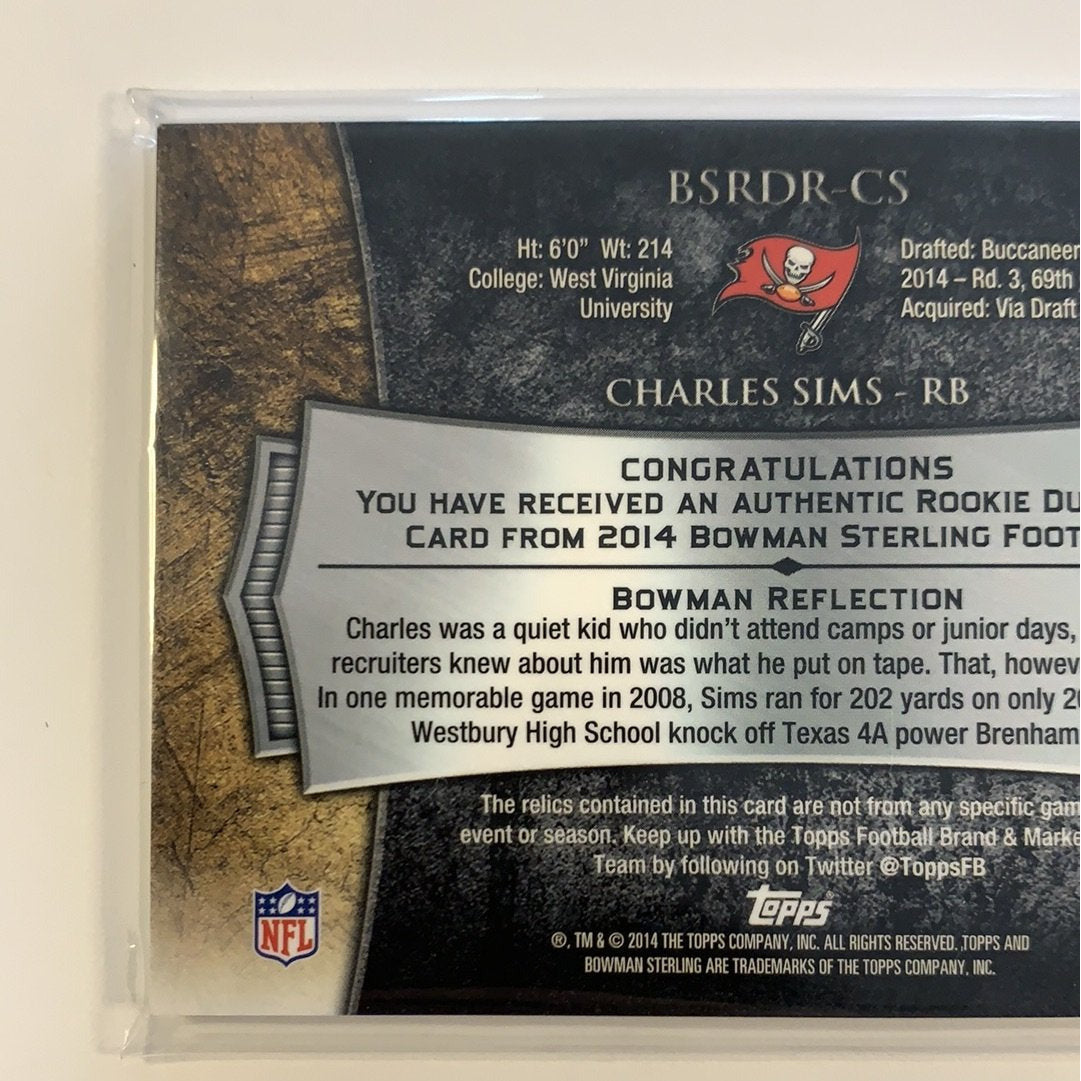 BSRDR-CS
Ht: 6'0" Wt: 214
College: West Virginia
University
Drafted: Buccaneer
2014 – Rd. 3, 69th
Acquired: Via Draft
CHARLES SIMS - RB
CONGRATULATIONS
YOU HAVE RECEIVED AN AUTHENTIC ROOKIE DU
CARD FROM 2014 BOWMAN STERLING FOOT
BOWMAN REFLECTION
Charles was a quiet kid who didn't attend camps or junior days,
recruiters knew about him was what he put on tape. That, howev
In one memorable game in 2008, Sims ran for 202 yards on only 2
Westbury High School knock off Texas 4A power Brenham
The relics contained in this card are not from any specific gam
event or season. Keep up with the Topps Football Brand & Marke
Team by following on Twitter @ToppsFB
NFL
Topps
®, TM & © 2014 THE TOPPS COMPANY, INC. ALL RIGHTS RESERVED. TOPPS AND
BOWMAN STERLING ARE TRADEMARKS OF THE TOPPS COMPANY, INC.